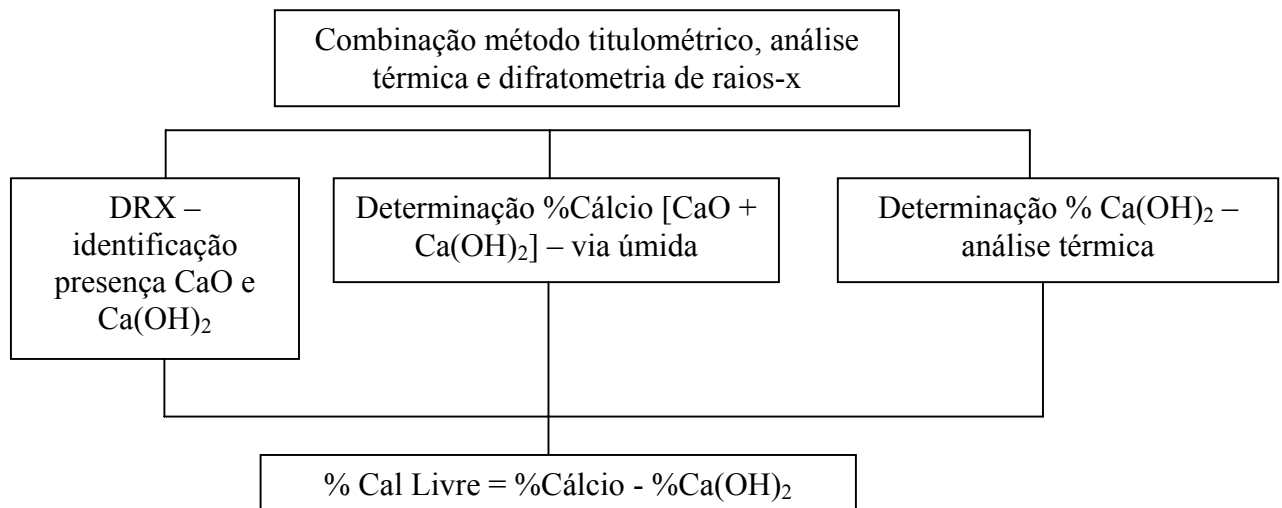 Combinação método titulométrico, análise
térmica e difratometria de raios-x
DRX –
identificação
presença CaO e
Ca(OH)₂
Determinação %Cálcio [CaO +
Ca(OH)₂] – via úmida
Determinação % Ca(OH)₂ –
análise térmica
% Cal Livre = %Cálcio - %Ca(OH)₂